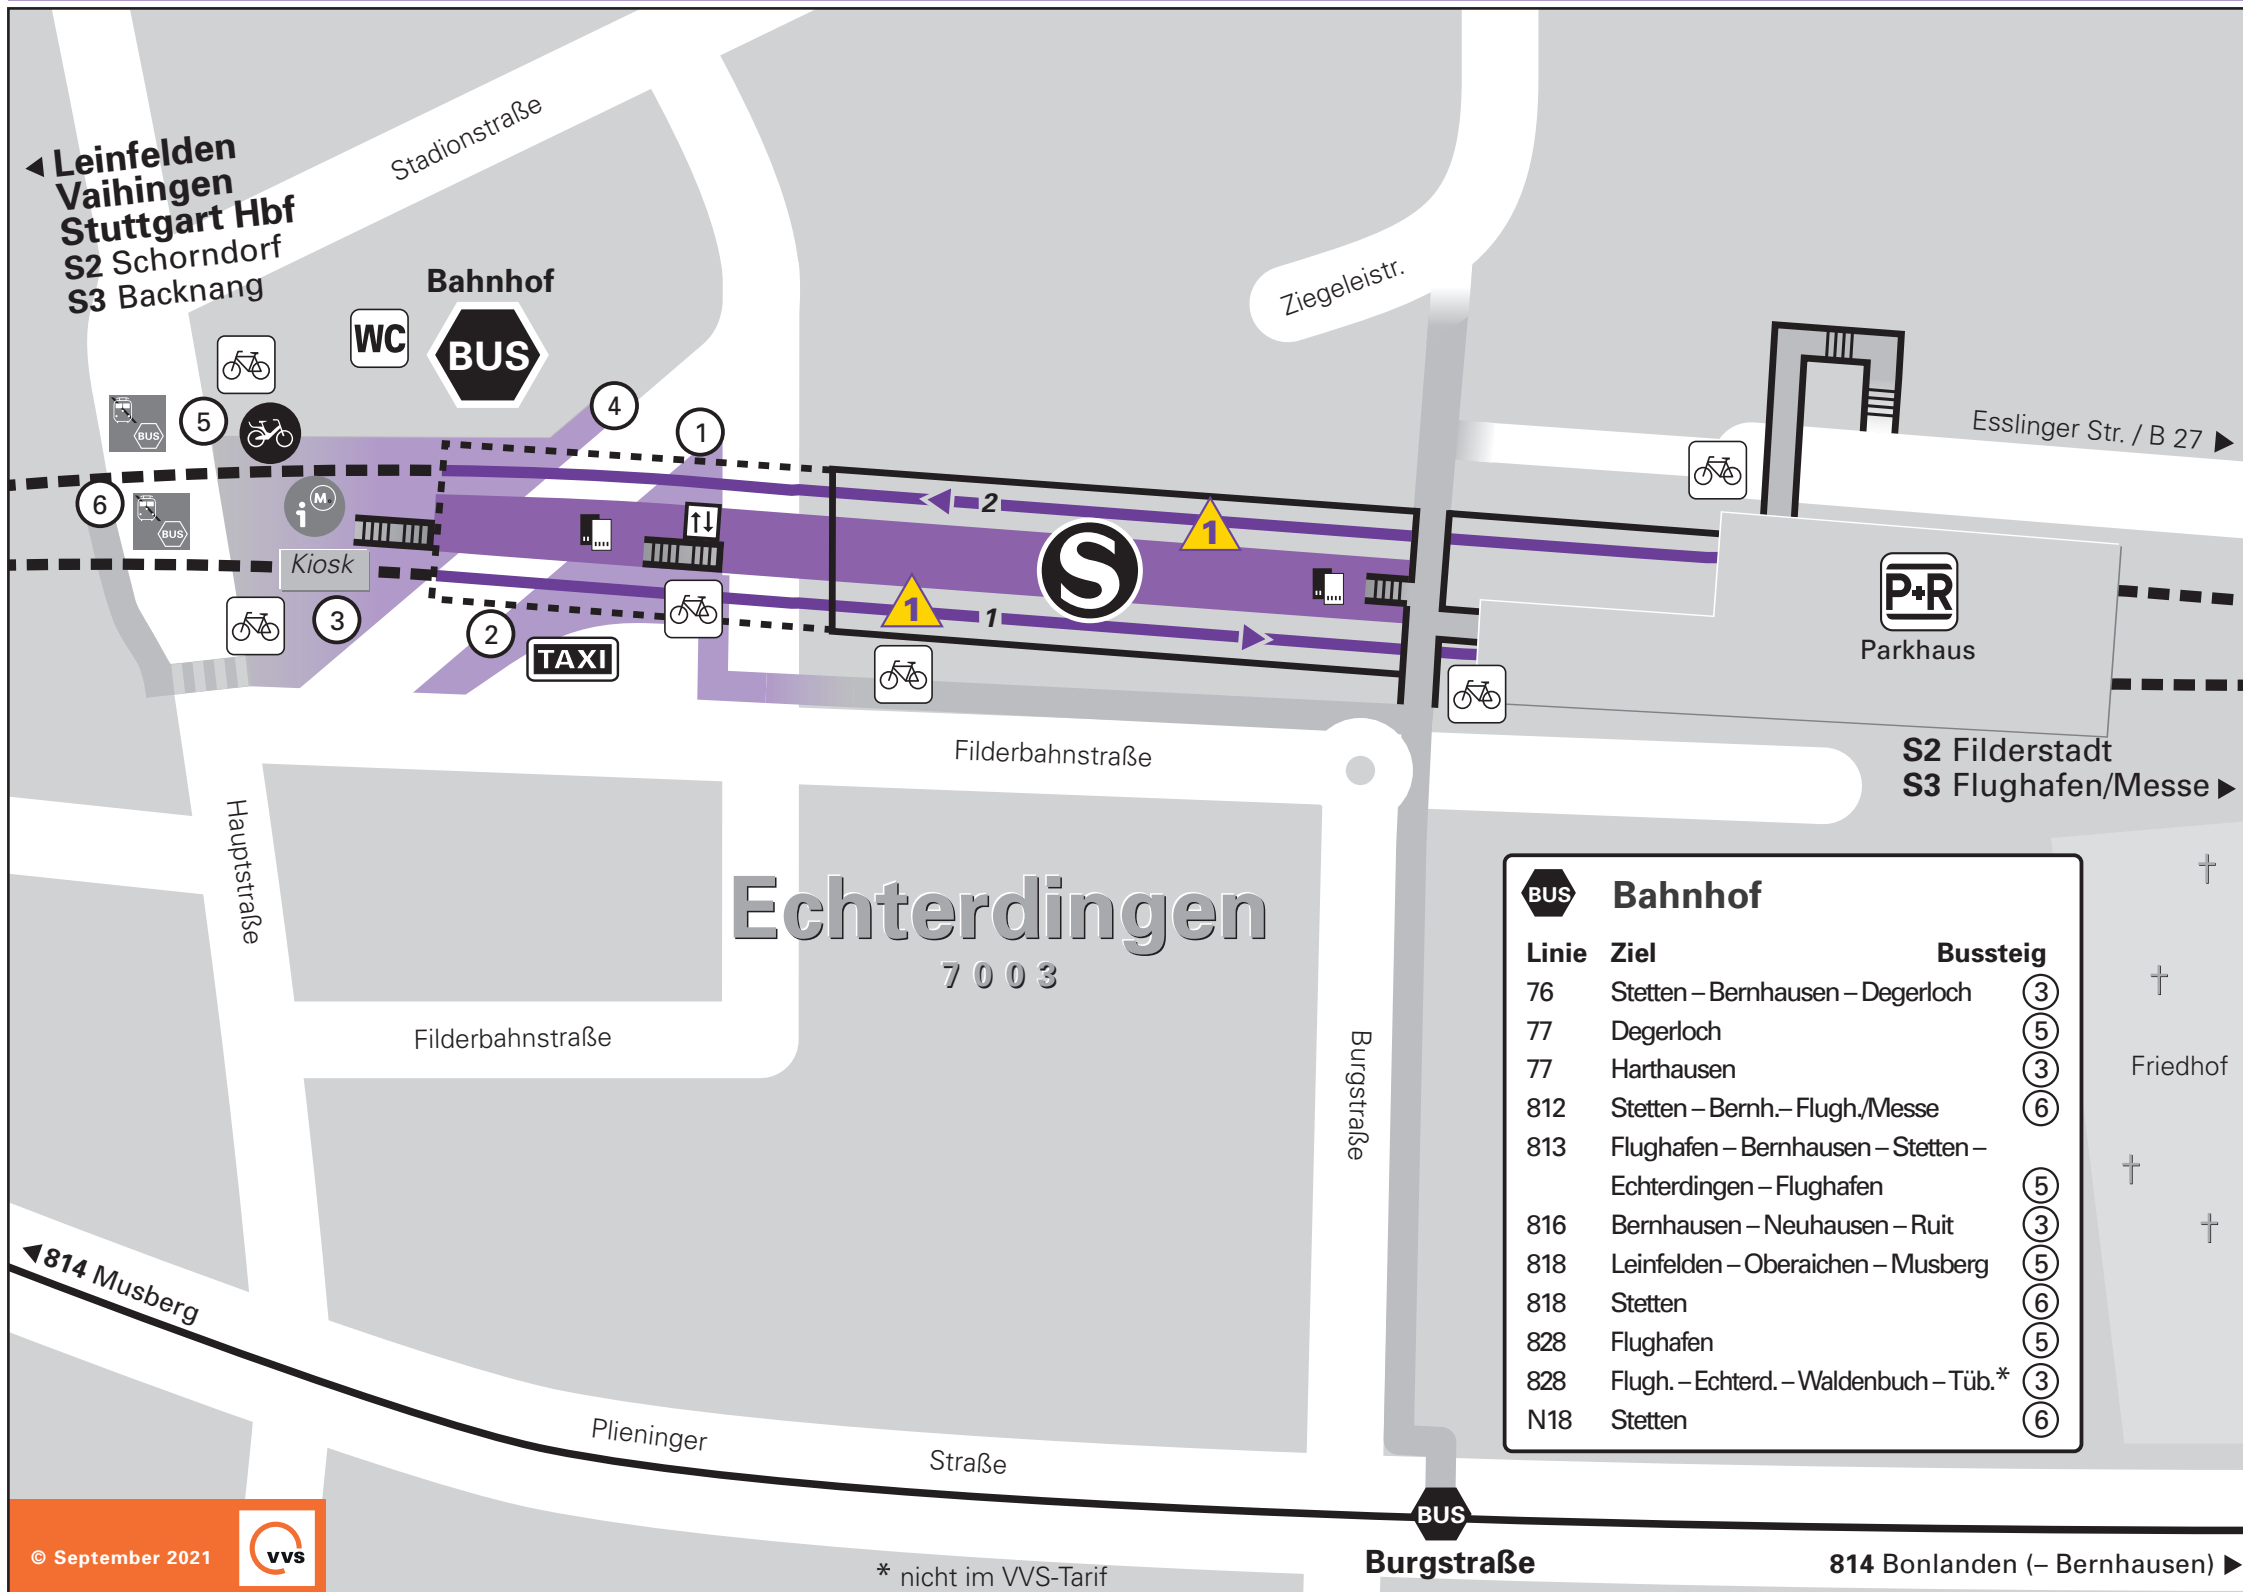 Stadionstraße
Leinfelden
Vaihingen
Stuttgart Hbf
S2 Schorndorf
S3 Backnang
Bahnhof
WC
BUS
Ziegeleistr.
Esslinger Str. / B 27
4
1
5
BUS
6
BUS
i
M.
Kiosk
3
2
TAXI
2
1
S
1
1
P+R
Parkhaus
S2 Filderstadt
S3 Flughafen/Messe
Filderbahnstraße
Hauptstraße
Echterdingen
7003
Filderbahnstraße
Burgstraße
Friedhof
BUS Bahnhof
Linie Ziel Bussteig
76 Stetten – Bernhausen – Degerloch 3
77 Degerloch 5
77 Harthausen 3
812 Stetten – Bernh.– Flugh./Messe 6
813 Flughafen – Bernhausen – Stetten –
Echterdingen – Flughafen 5
816 Bernhausen – Neuhausen – Ruit 3
818 Leinfelden – Oberaichen – Musberg 5
818 Stetten 6
828 Flughafen 5
828 Flugh. – Echterd. – Waldenbuch – Tüb.* 3
N18 Stetten 6
814 Musberg
Plieninger
Straße
BUS
Burgstraße
814 Bonlanden (– Bernhausen)
© September 2021
VVS
* nicht im VVS-Tarif